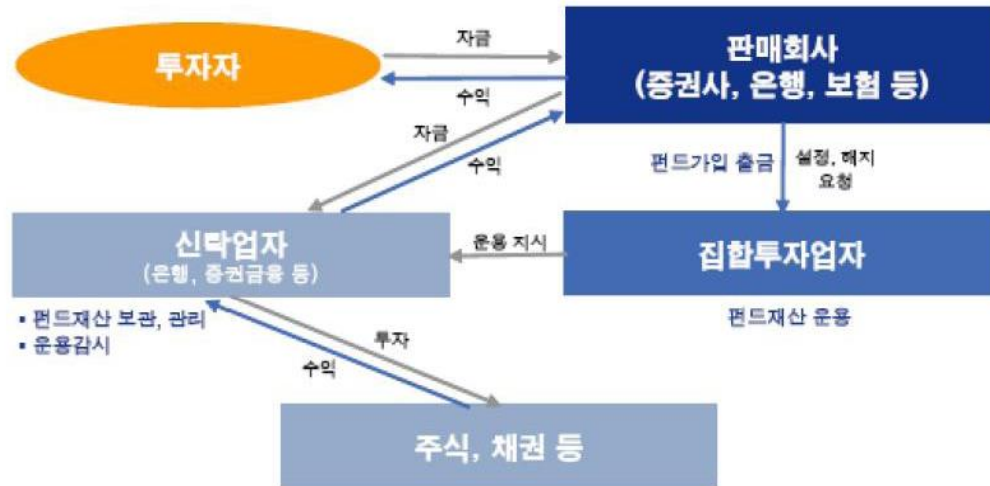 투자자
자금
수익
판매회사
(증권사, 은행, 보험 등)
자금
수익
펀드가입 출금
설정, 해지
요청
신탁업자
(은행, 증권금융 등)
운용 지시
집합투자업자
▪ 펀드재산 보관, 관리
▪ 운용감시
펀드재산 운용
투자
수익
주식, 채권 등